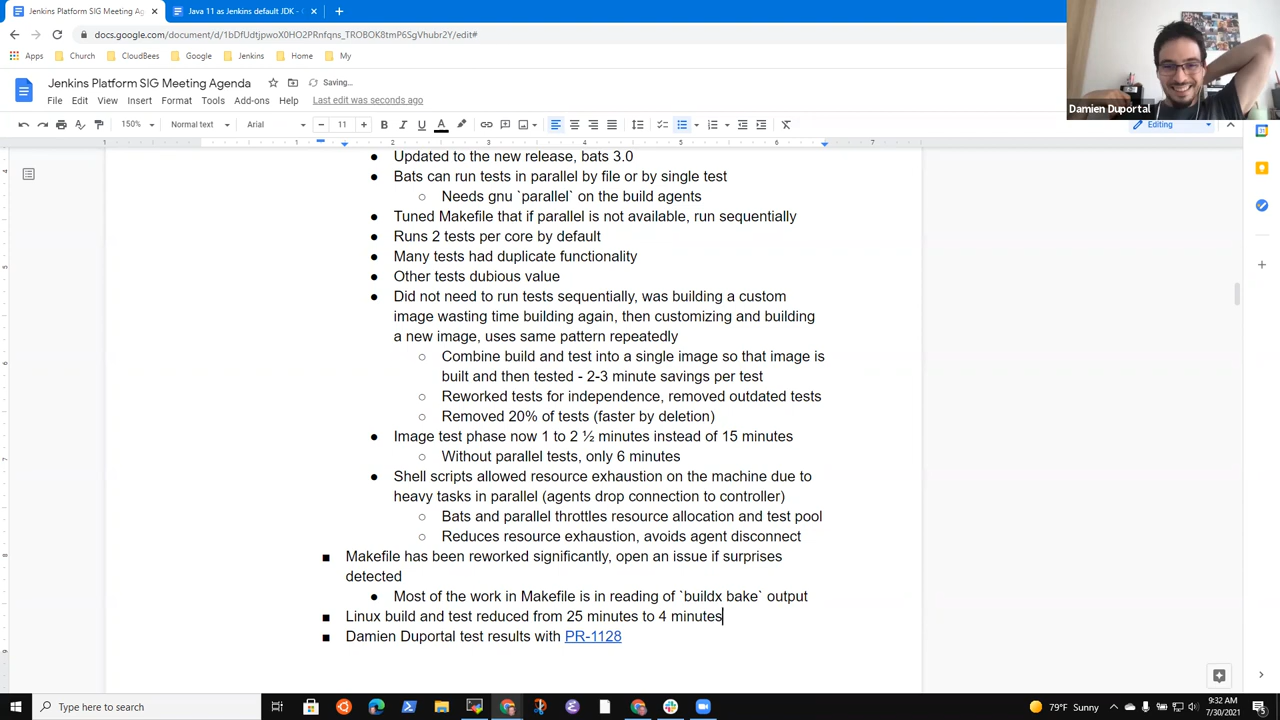 Jenkins Platform SIG Meeting Ag
Java 11 as Jenkins default JDK - G
docs.google.com/document/d/1bDfUdtjpwoX0HO2PRnfqns_TROBOK8tmP6SgVhubr2Y/edit#
Apps Church CloudBees Google Jenkins Home My
Jenkins Platform SIG Meeting Agenda
Saving...
File Edit View Insert Format Tools Add-ons Help Last edit was seconds ago
150% Normal text Arial 11 Editing
Damien Duportal
1 1 2 3 4 5 6 7
Updated to the new release, bats 3.0
Bats can run tests in parallel by file or by single test
Needs gnu `parallel` on the build agents
Tuned Makefile that if parallel is not available, run sequentially
Runs 2 tests per core by default
Many tests had duplicate functionality
Other tests dubious value
Did not need to run tests sequentially, was building a custom
image wasting time building again, then customizing and building
a new image, uses same pattern repeatedly
Combine build and test into a single image so that image is
built and then tested - 2-3 minute savings per test
Reworked tests for independence, removed outdated tests
Removed 20% of tests (faster by deletion)
Image test phase now 1 to 2 ½ minutes instead of 15 minutes
Without parallel tests, only 6 minutes
Shell scripts allowed resource exhaustion on the machine due to
heavy tasks in parallel (agents drop connection to controller)
Bats and parallel throttles resource allocation and test pool
Reduces resource exhaustion, avoids agent disconnect
Makefile has been reworked significantly, open an issue if surprises
detected
Most of the work in Makefile is in reading of `buildx bake` output
Linux build and test reduced from 25 minutes to 4 minutes
Damien Duportal test results with PR-1128
Type here to search
79°F Sunny
9:32 AM
7/30/2021